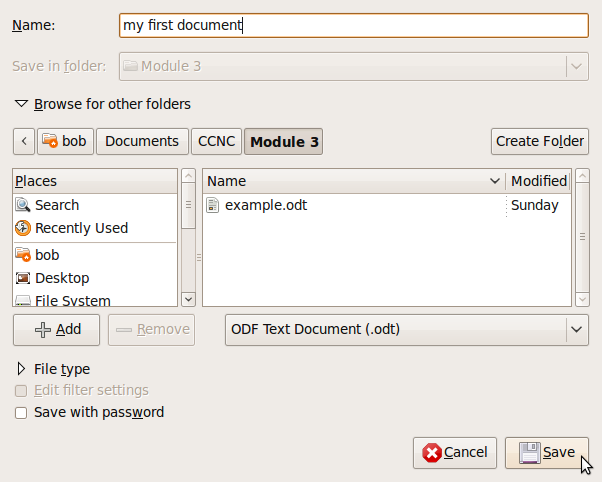 Name: my first document
Save in folder: Module 3
Browse for other folders
< bob Documents CCNC Module 3 Create Folder
Places Name Modified
Search example.odt Sunday
Recently Used
bob
Desktop
File System
Add Remove ODF Text Document (.odt)
File type
Edit filter settings
Save with password
Cancel Save